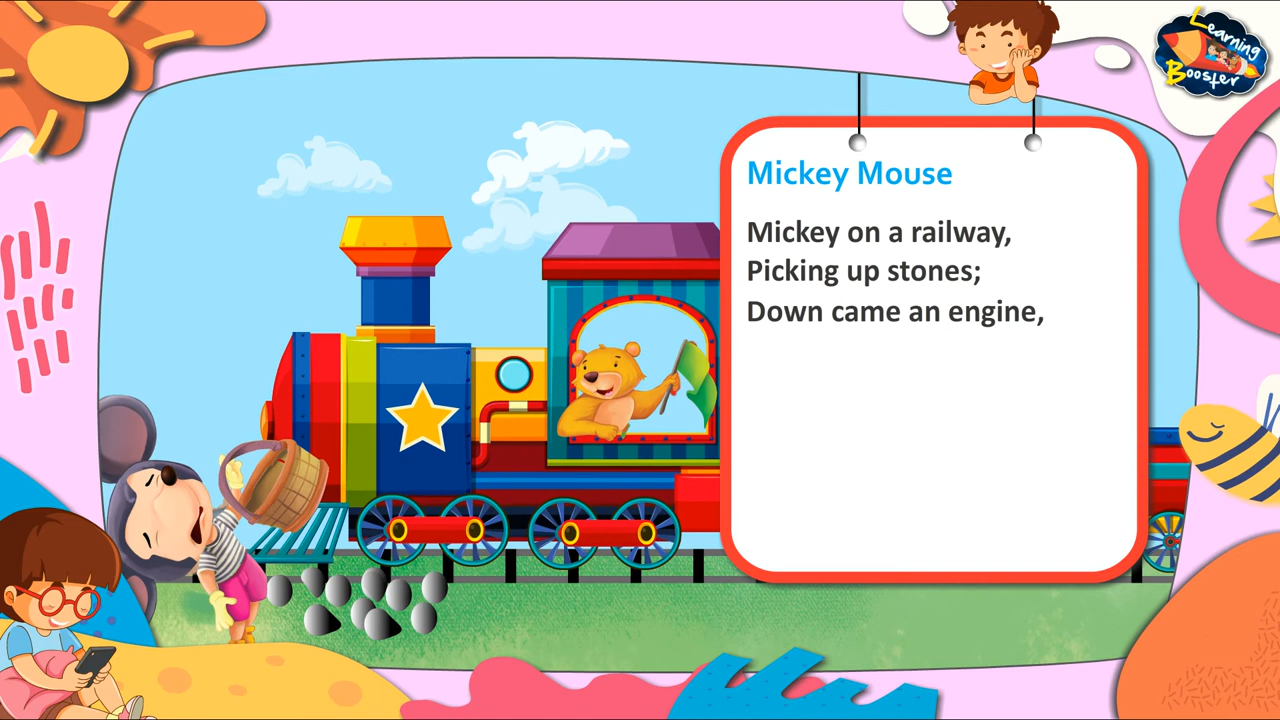 Learning
Booster
Mickey Mouse
Mickey on a railway,
Picking up stones;
Down came an engine,